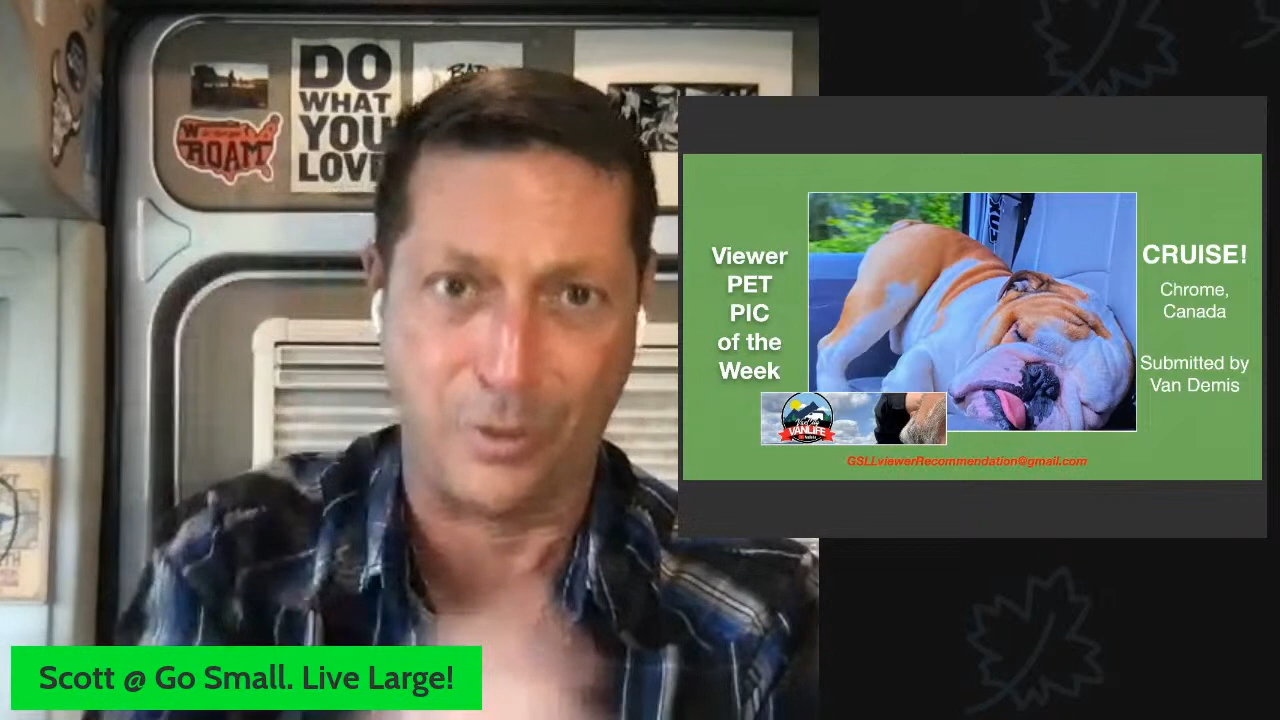 DO
WHAT
YOU
LOVE
BAD
ROAM
Viewer
PET
PIC
of the
Week
CRUISE!
Chrome,
Canada
Submitted by
Van Demis
VANLIFE
GSLLviewerRecommendation@gmail.com
Scott @ Go Small. Live Large!